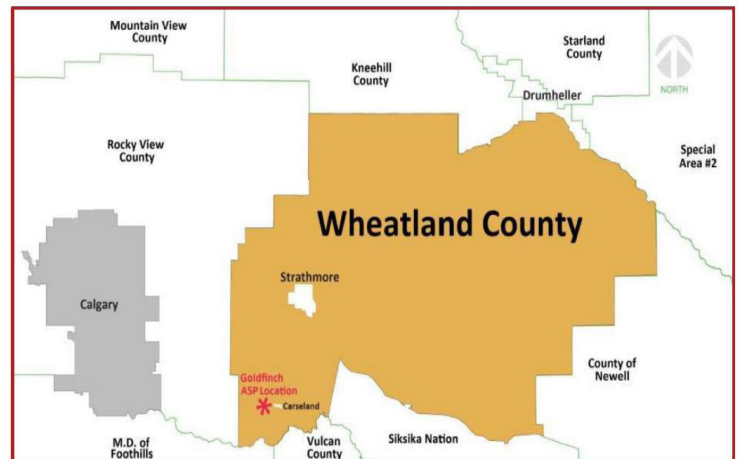 Mountain View
County
Starland
County
Kneehill
County
NORTH
Drumheller
Rocky View
County
Special
Area #2
Wheatland County
Strathmore
Calgary
County of
Newell
Goldfinch
ASP Location
Carseland
M.D. of
Foothills
Vulcan
County
Siksika Nation